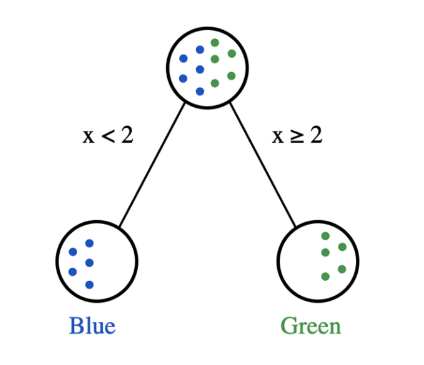 x < 2
x ≥ 2
Blue
Green